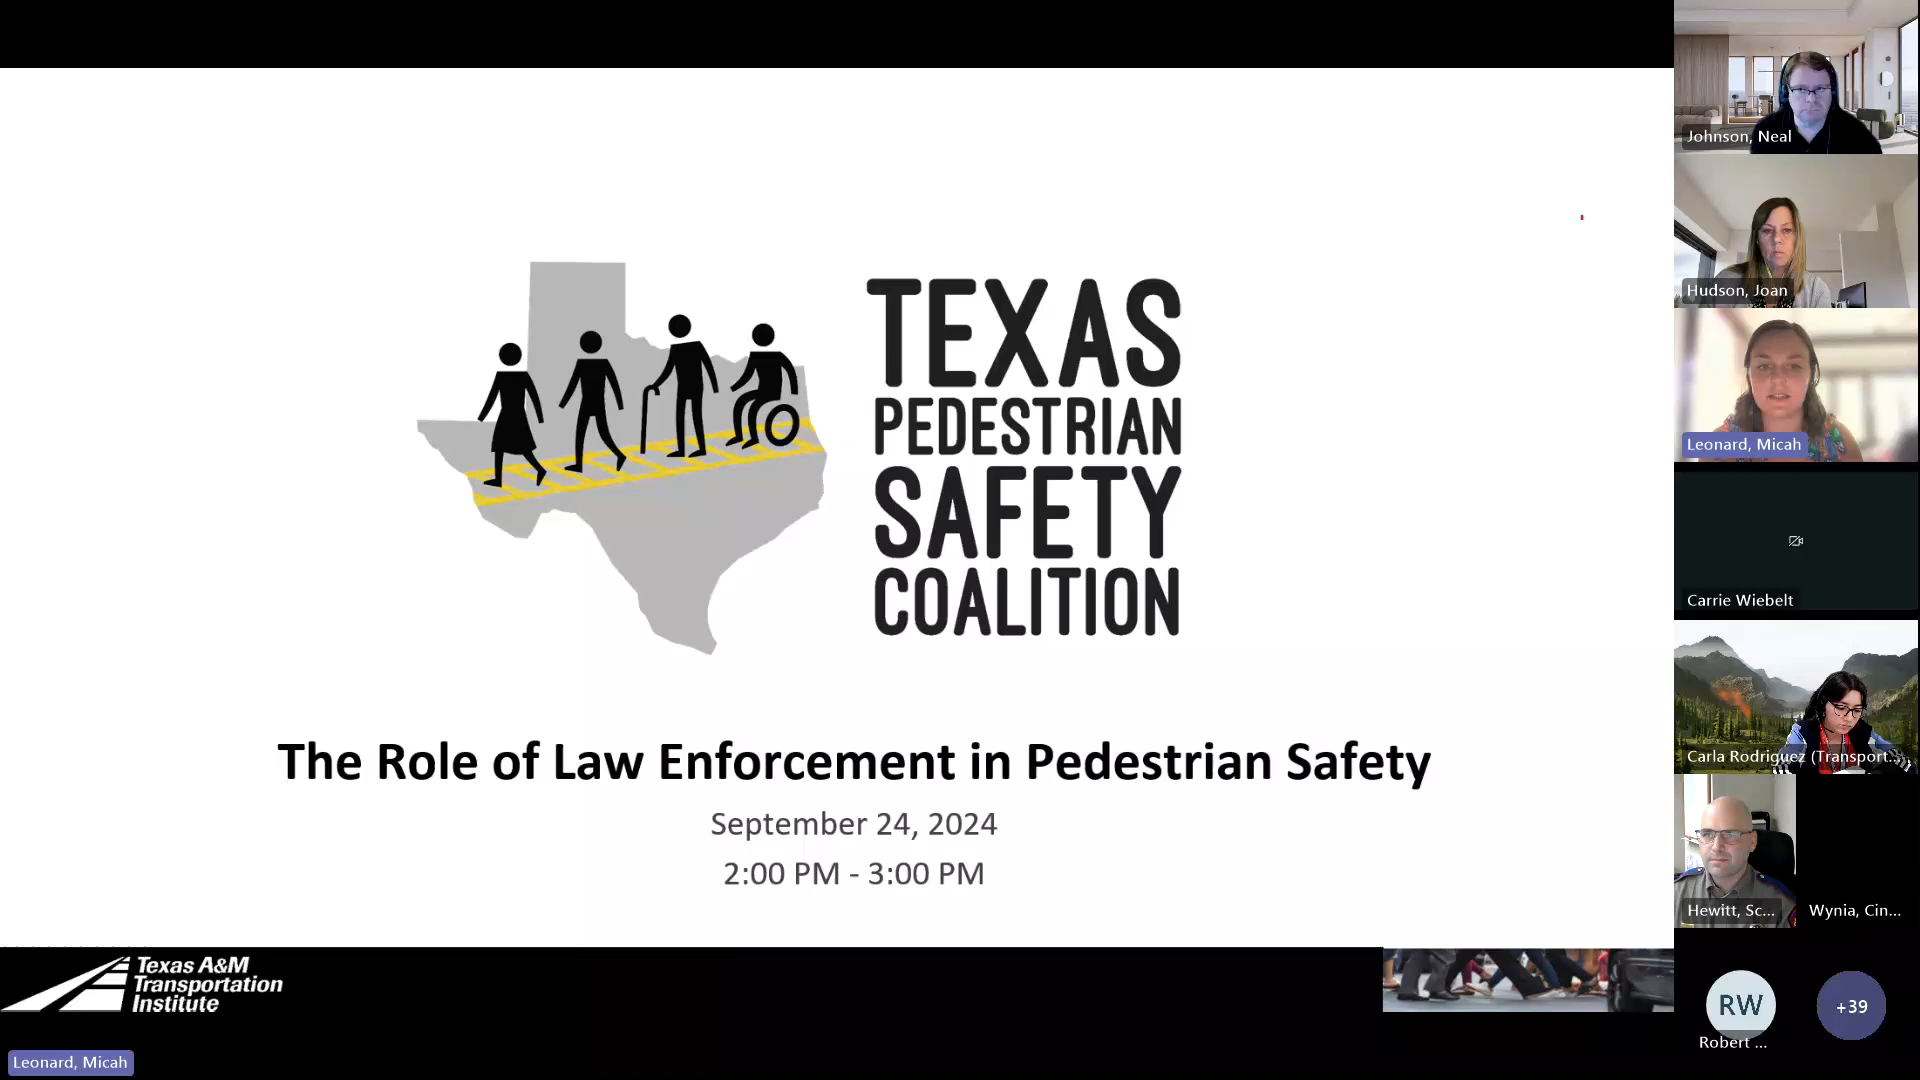 TEXAS
PEDESTRIAN
SAFETY
COALITION
The Role of Law Enforcement in Pedestrian Safety
September 24, 2024
2:00 PM - 3:00 PM
Texas A&M
Transportation
Institute
Leonard, Micah
Johnson, Neal
Hudson, Joan
Leonard, Micah
Carrie Wiebelt
Carla Rodriguez (Transport...
Hewitt, Sc...
Wynia, Cin...
RW
Robert ...
+39